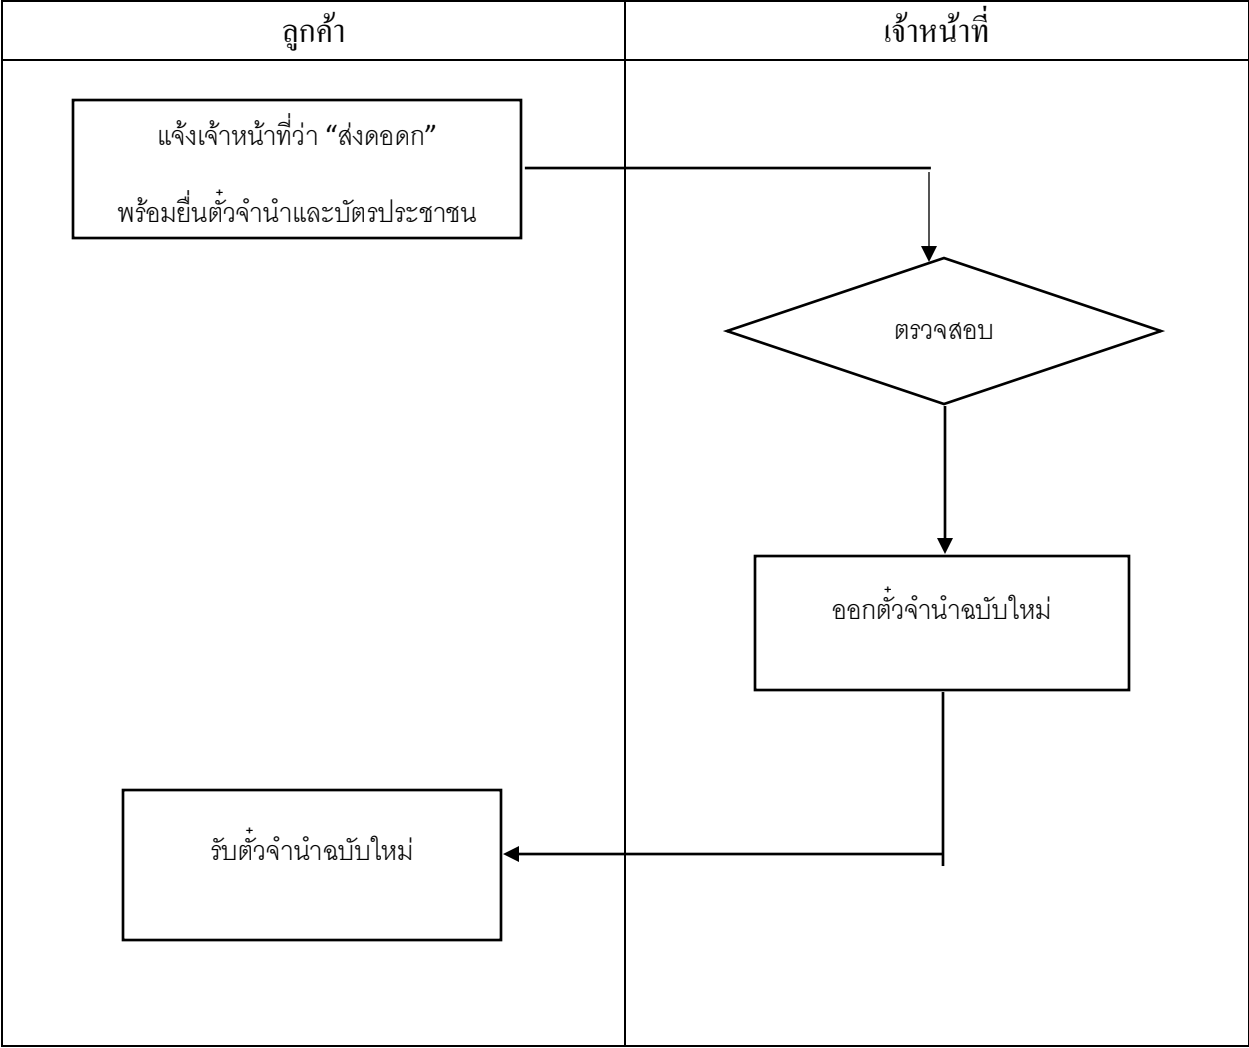 ลูกค้า
เจ้าหน้าที่
แจ้งเจ้าหน้าที่ว่า “ส่งดอดก”
พร้อมยื่นตั๋วจำนำและบัตรประชาชน
ตรวจสอบ
ออกตั๋วจำนำฉบับใหม่
รับตั๋วจำนำฉบับใหม่